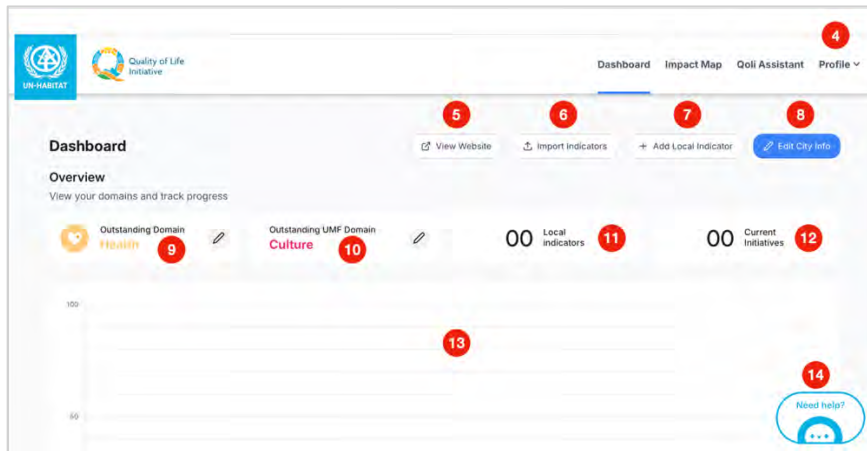 4
UN-HABITAT
Quality of Life
Initiative
Dashboard Impact Map Qoli Assistant Profile
5 6 7 8
Dashboard
View Website
Import Indicators
+ Add Local Indicator
Edit City Info
Overview
View your domains and track progress
Outstanding Domain
Health
9
Outstanding UMF Domain
Culture
10
00 Local
indicators
11
00 Current
Initiatives
12
100
13
14
Need help?